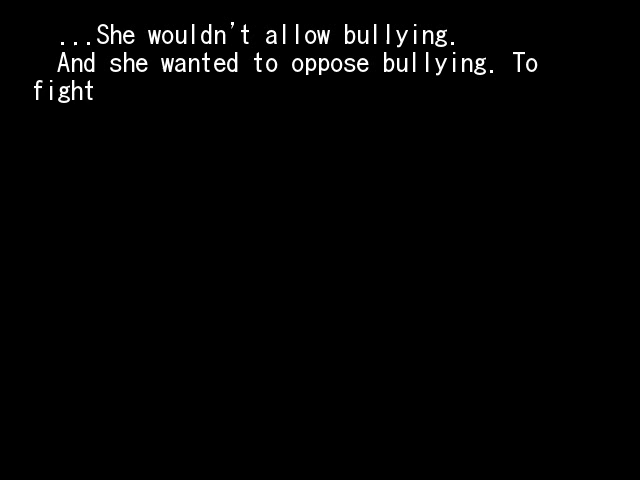 ...She wouldn't allow bullying.
And she wanted to oppose bullying. To
fight